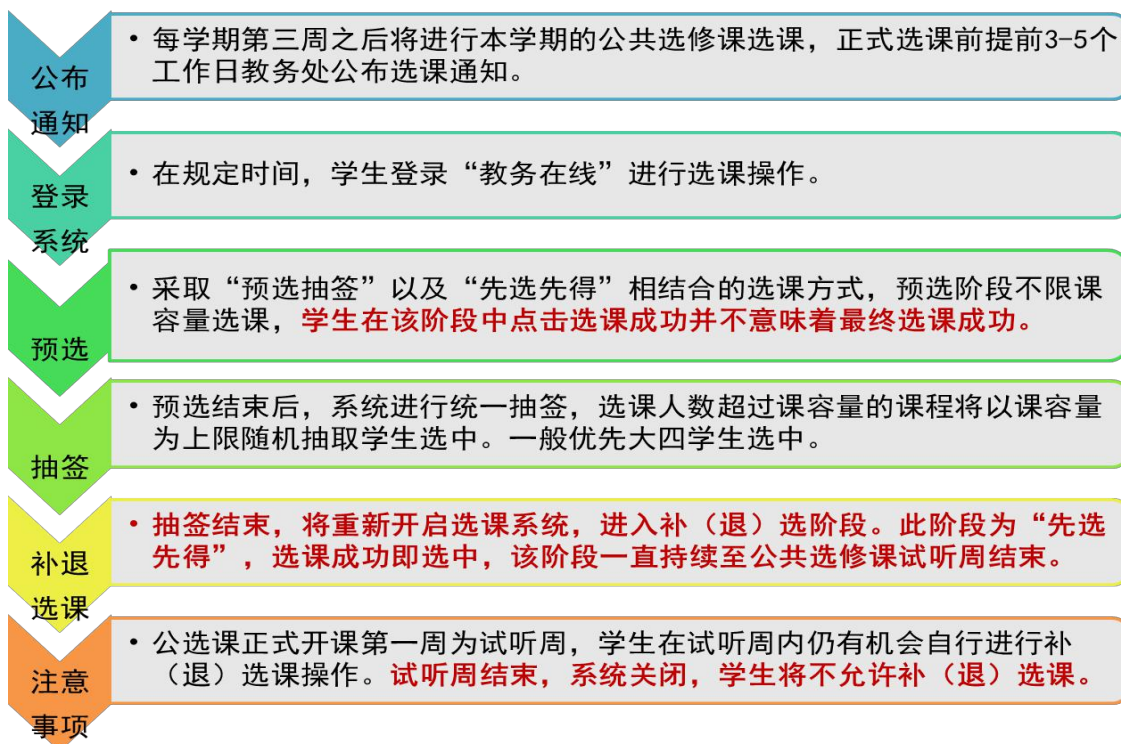 公布
通知
• 每学期第三周之后将进行本学期的公共选修课选课，正式选课前提前3-5个
工作日教务处公布选课通知。
登录
系统
• 在规定时间，学生登录“教务在线”进行选课操作。
预选
• 采取“预选抽签”以及“先选先得”相结合的选课方式，预选阶段不限课
容量选课，学生在该阶段中点击选课成功并不意味着最终选课成功。
抽签
• 预选结束后，系统进行统一抽签，选课人数超过课容量的课程将以课容量
为上限随机抽取学生选中。一般优先大四学生选中。
补退
选课
• 抽签结束，将重新开启选课系统，进入补（退）选阶段。此阶段为“先选
先得”，选课成功即选中，该阶段一直持续至公共选修课试听周结束。
注意
事项
• 公选课正式开课第一周为试听周，学生在试听周内仍有机会自行进行补
（退）选课操作。试听周结束，系统关闭，学生将不允许补（退）选课。